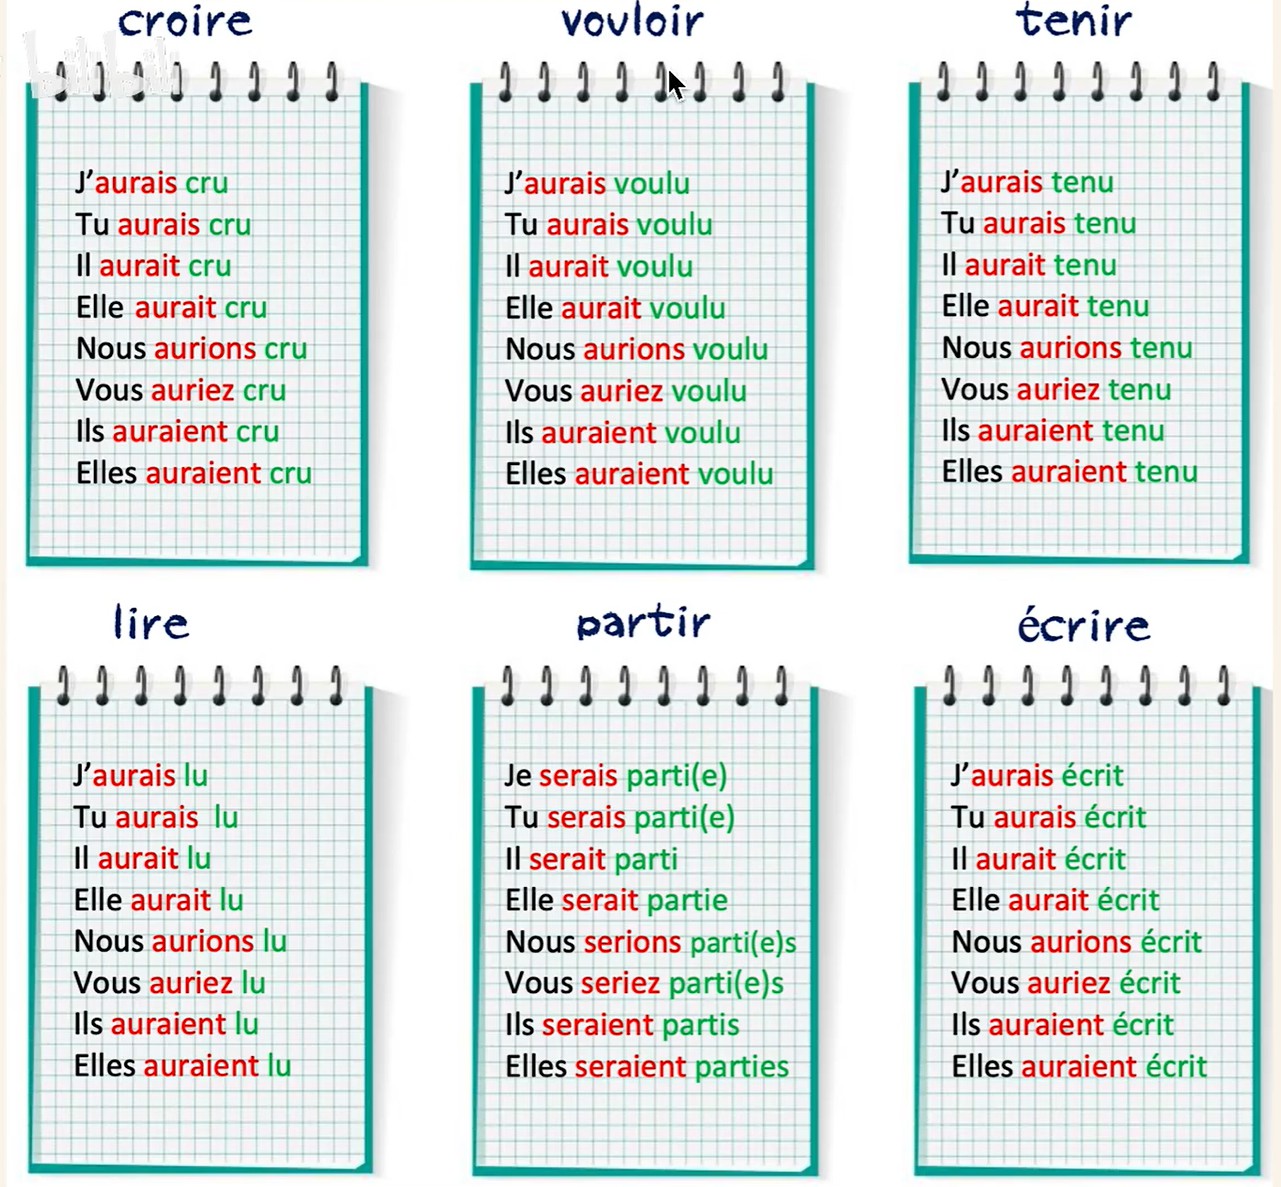 croire
vouloir
tenir
bilibili
J'aurais cru
Tu aurais cru
Il aurait cru
Elle aurait cru
Nous aurions cru
Vous auriez cru
Ils auraient cru
Elles auraient cru
J'aurais voulu
Tu aurais voulu
Il aurait voulu
Elle aurait voulu
Nous aurions voulu
Vous auriez voulu
Ils auraient voulu
Elles auraient voulu
J'aurais tenu
Tu aurais tenu
Il aurait tenu
Elle aurait tenu
Nous aurions tenu
Vous auriez tenu
Ils auraient tenu
Elles auraient tenu
lire
partir
écrire
J'aurais lu
Tu aurais lu
Il aurait lu
Elle aurait lu
Nous aurions lu
Vous auriez lu
Ils auraient lu
Elles auraient lu
Je serais parti(e)
Tu serais parti(e)
Il serait parti
Elle serait partie
Nous serions parti(e)s
Vous seriez parti(e)s
Ils seraient partis
Elles seraient parties
J'aurais écrit
Tu aurais écrit
Il aurait écrit
Elle aurait écrit
Nous aurions écrit
Vous auriez écrit
Ils auraient écrit
Elles auraient écrit